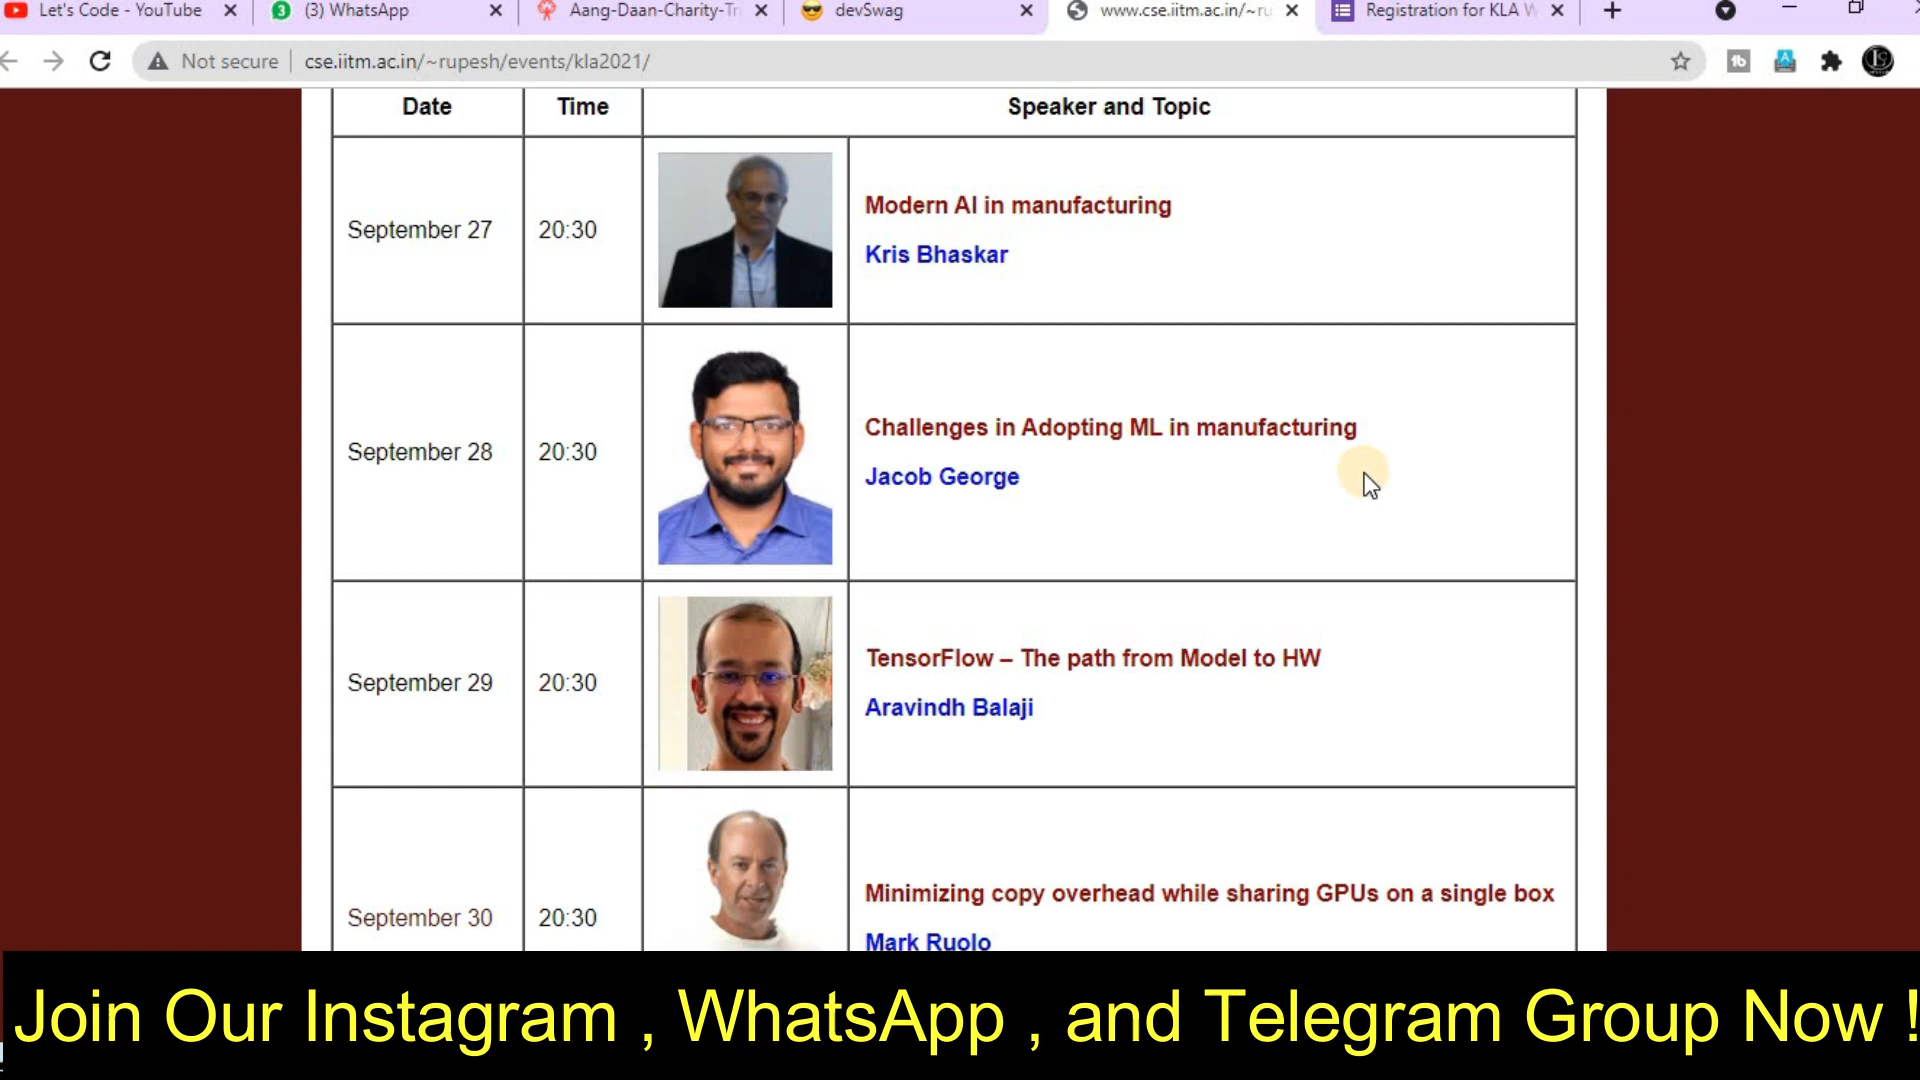 Let's Code - YouTube
(3) WhatsApp
Aang-Daan-Charity-Tr
devSwag
www.cse.iitm.ac.in/~ru
Registration for KLA W
Not secure
cse.iitm.ac.in/~rupesh/events/kla2021/
Date Time Speaker and Topic
September 27 20:30
Modern AI in manufacturing
Kris Bhaskar
September 28 20:30
Challenges in Adopting ML in manufacturing
Jacob George
September 29 20:30
TensorFlow – The path from Model to HW
Aravindh Balaji
September 30 20:30
Minimizing copy overhead while sharing GPUs on a single box
Mark Ruolo
Join Our Instagram , WhatsApp , and Telegram Group Now !